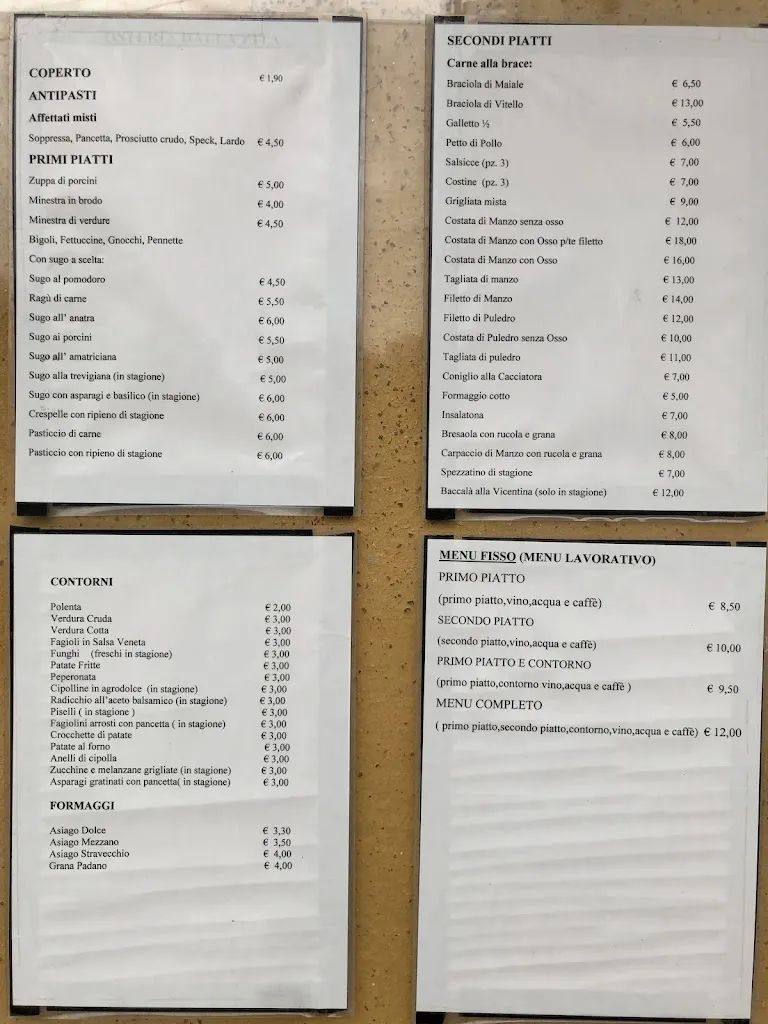 COPERTO € 1,90
ANTIPASTI
Affettati misti
Soppressa, Pancetta, Prosciutto crudo, Speck, Lardo € 4,50
PRIMI PIATTI
Zuppa di porcini € 5,00
Minestra in brodo € 4,00
Minestra di verdure € 4,50
Bigoli, Fettuccine, Gnocchi, Pennette
Con sugo a scelta:
Sugo al pomodoro € 4,50
Ragù di carne € 5,50
Sugo all' anatra € 6,00
Sugo ai porcini € 5,50
Sugo all' amatriciana € 5,00
Sugo alla trevigiana (in stagione) € 5,00
Sugo con asparagi e basilico (in stagione) € 6,00
Crespelle con ripieno di stagione € 6,00
Pasticcio di carne € 6,00
Pasticcio con ripieno di stagione € 6,00
SECONDI PIATTI
Carne alla brace:
Braciola di Maiale € 6,50
Braciola di Vitello € 13,00
Galletto ½ € 5,50
Petto di Pollo € 6,00
Salsicce (pz. 3) € 7,00
Costine (pz. 3) € 7,00
Grigliata mista € 9,00
Costata di Manzo senza osso € 12,00
Costata di Manzo con Osso p/te filetto € 18,00
Costata di Manzo con Osso € 16,00
Tagliata di manzo € 13,00
Filetto di Manzo € 14,00
Filetto di Puledro € 12,00
Costata di Puledro senza Osso € 10,00
Tagliata di puledro € 11,00
Coniglio alla Cacciatora € 7,00
Formaggio cotto € 5,00
Insalatona € 7,00
Bresaola con rucola e grana € 8,00
Carpaccio di Manzo con rucola e grana € 8,00
Spezzatino di stagione € 7,00
Baccalà alla Vicentina (solo in stagione) € 12,00
CONTORNI
Polenta € 2,00
Verdura Cruda € 3,00
Verdura Cotta € 3,00
Fagioli in Salsa Veneta € 3,00
Funghi (freschi in stagione) € 3,00
Patate Fritte € 3,00
Peperonata € 3,00
Cipolline in agrodolce (in stagione) € 3,00
Radicchio all'aceto balsamico (in stagione) € 3,00
Piselli ( in stagione ) € 3,00
Fagiolini arrosti con pancetta ( in stagione) € 3,00
Crocchette di patate € 3,00
Patate al forno € 3,00
Anelli di cipolla € 3,00
Zucchine e melanzane grigliate (in stagione) € 3,00
Asparagi gratinati con pancetta( in stagione) € 3,00
FORMAGGI
Asiago Dolce € 3,30
Asiago Mezzano € 3,50
Asiago Stravecchio € 4,00
Grana Padano € 4,00
MENU FISSO (MENU LAVORATIVO)
PRIMO PIATTO
(primo piatto,vino,acqua e caffè) € 8,50
SECONDO PIATTO
(secondo piatto,vino,acqua e caffè) € 10,00
PRIMO PIATTO E CONTORNO
(primo piatto,contorno vino,acqua e caffè ) € 9,50
MENU COMPLETO
( primo piatto,secondo piatto,contorno,vino,acqua e caffè) € 12,00